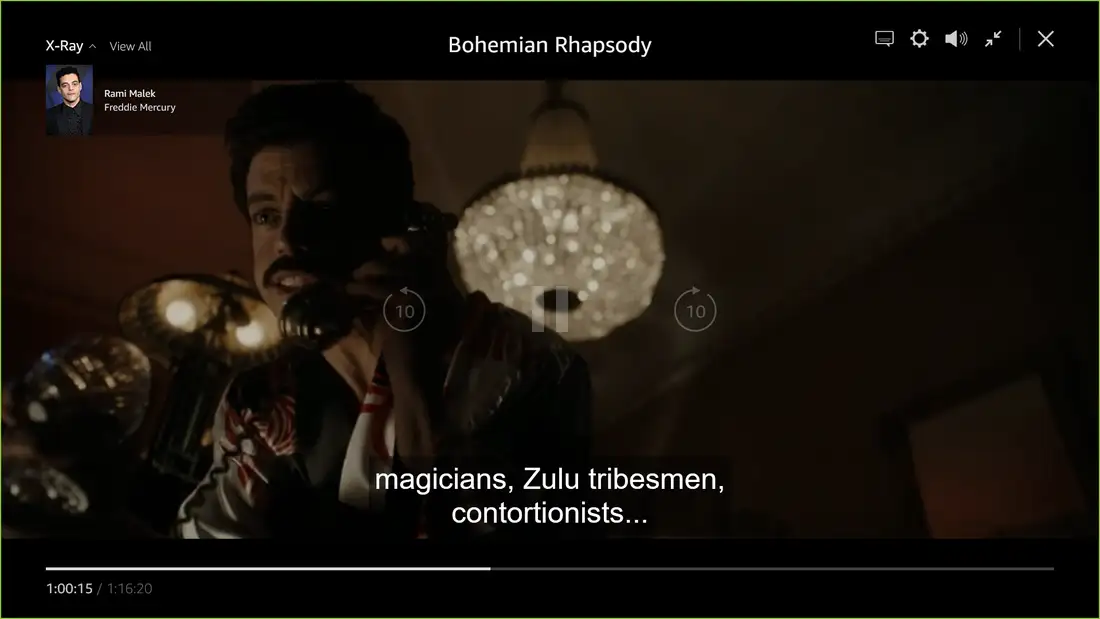 X-Ray View All
Bohemian Rhapsody
Rami Malek
Freddie Mercury
10
10
magicians, Zulu tribesmen,
contortionists...
1:00:15 / 1:16:20